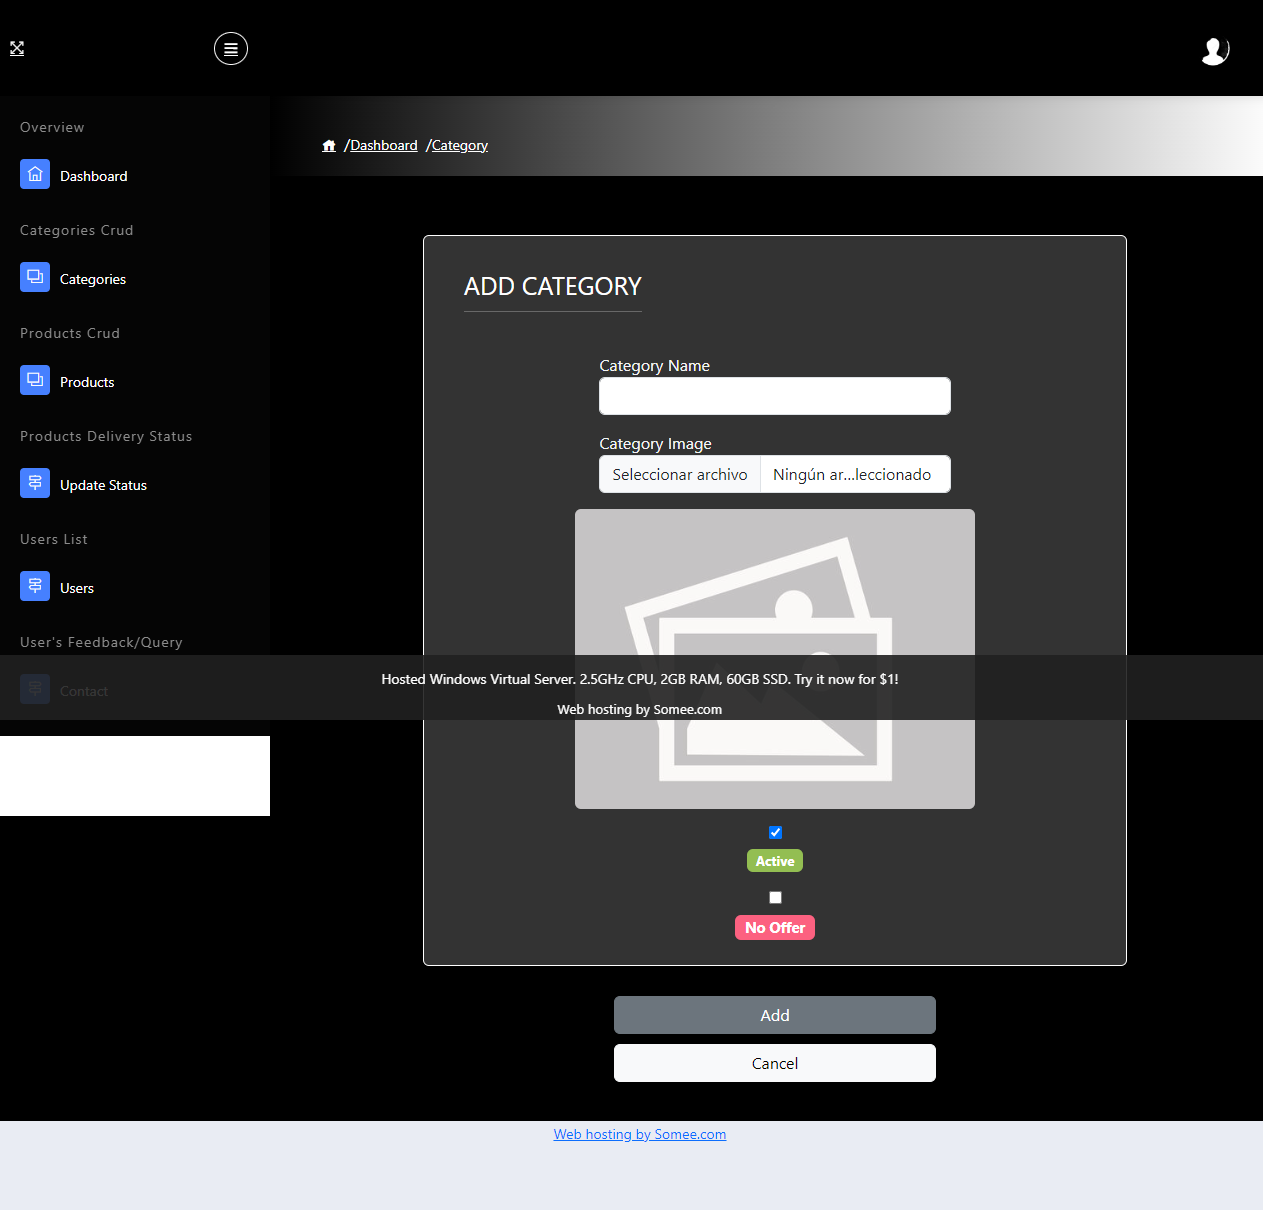 Overview
/Dashboard /Category
Dashboard
Categories Crud
Categories
Products Crud
Products
Products Delivery Status
Update Status
Users List
Users
User's Feedback/Query
Contact
ADD CATEGORY
Category Name
Category Image
Seleccionar archivo Ningún ar...leccionado
Hosted Windows Virtual Server. 2.5GHz CPU, 2GB RAM, 60GB SSD. Try it now for $1!
Web hosting by Somee.com
Active
No Offer
Add
Cancel
Web hosting by Somee.com